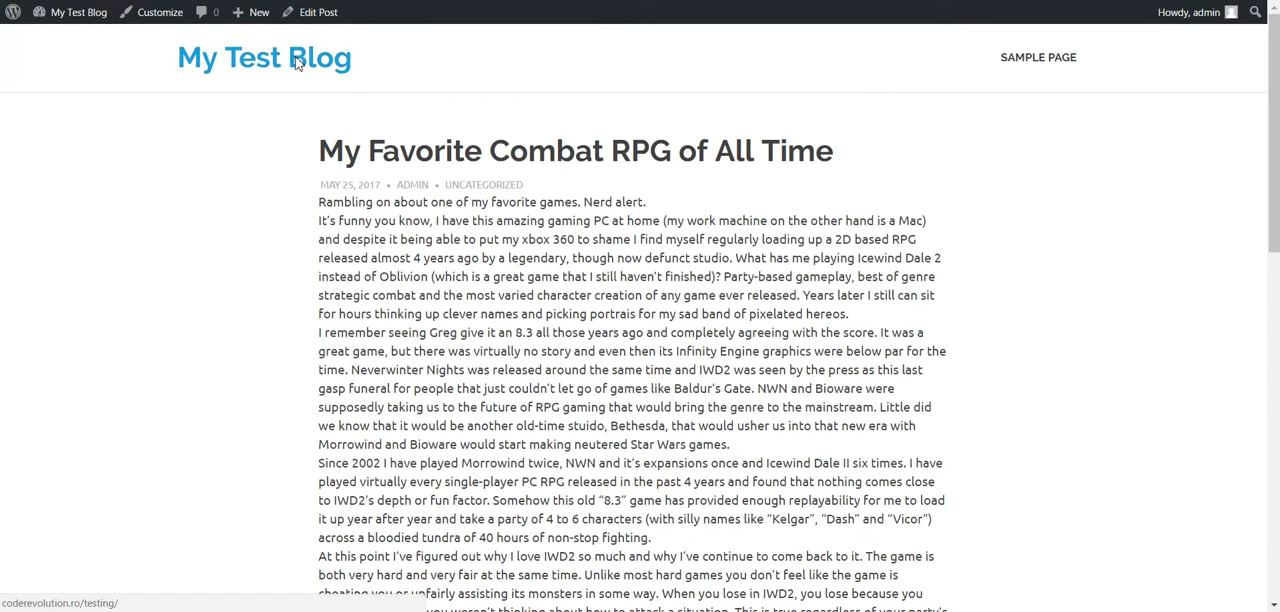 My Test Blog Customize 0 New Edit Post Howdy, admin
My Test Blog
SAMPLE PAGE
My Favorite Combat RPG of All Time
MAY 25, 2017 • ADMIN • UNCATEGORIZED
Rambling on about one of my favorite games. Nerd alert.
It's funny you know, I have this amazing gaming PC at home (my work machine on the other hand is a Mac)
and despite it being able to put my xbox 360 to shame I find myself regularly loading up a 2D based RPG
released almost 4 years ago by a legendary, though now defunct studio. What has me playing Icewind Dale 2
instead of Oblivion (which is a great game that I still haven't finished)? Party-based gameplay, best of genre
strategic combat and the most varied character creation of any game ever released. Years later I still can sit
for hours thinking up clever names and picking portrais for my sad band of pixelated hereos.
I remember seeing Greg give it an 8.3 all those years ago and completely agreeing with the score. It was a
great game, but there was virtually no story and even then its Infinity Engine graphics were below par for the
time. Neverwinter Nights was released around the same time and IWD2 was seen by the press as this last
gasp funeral for people that just couldn't let go of games like Baldur's Gate. NWN and Bioware were
supposedly taking us to the future of RPG gaming that would bring the genre to the mainstream. Little did
we know that it would be another old-time stuido, Bethesda, that would usher us into that new era with
Morrowind and Bioware would start making neutered Star Wars games.
Since 2002 I have played Morrowind twice, NWN and it's expansions once and Icewind Dale II six times. I have
played virtually every single-player PC RPG released in the past 4 years and found that nothing comes close
to IWD2's depth or fun factor. Somehow this old "8.3" game has provided enough replayability for me to load
it up year after year and take a party of 4 to 6 characters (with silly names like "Kelgar", "Dash" and "Vicor")
across a bloodied tundra of 40 hours of non-stop fighting.
At this point I've figured out why I love IWD2 so much and why I've continue to come back to it. The game is
both very hard and very fair at the same time. Unlike most hard games you don't feel like the game is
cheating you or unfairly assisting its monsters in some way. When you lose in IWD2, you lose because you
you weren't thinking about how to attack a situation. This is true regardless of your party's
coderevolution.ro/testing/